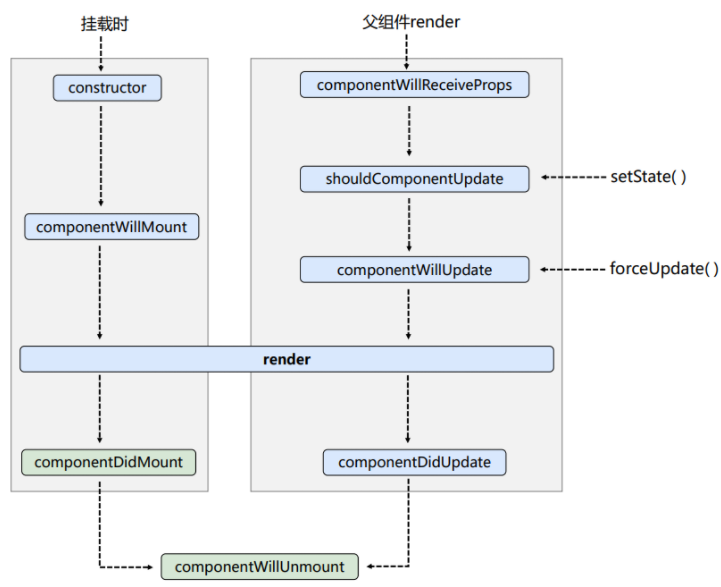 挂载时
父组件render
constructor
componentWillReceiveProps
shouldComponentUpdate
setState( )
componentWillMount
componentWillUpdate
forceUpdate( )
render
componentDidMount
componentDidUpdate
componentWillUnmount